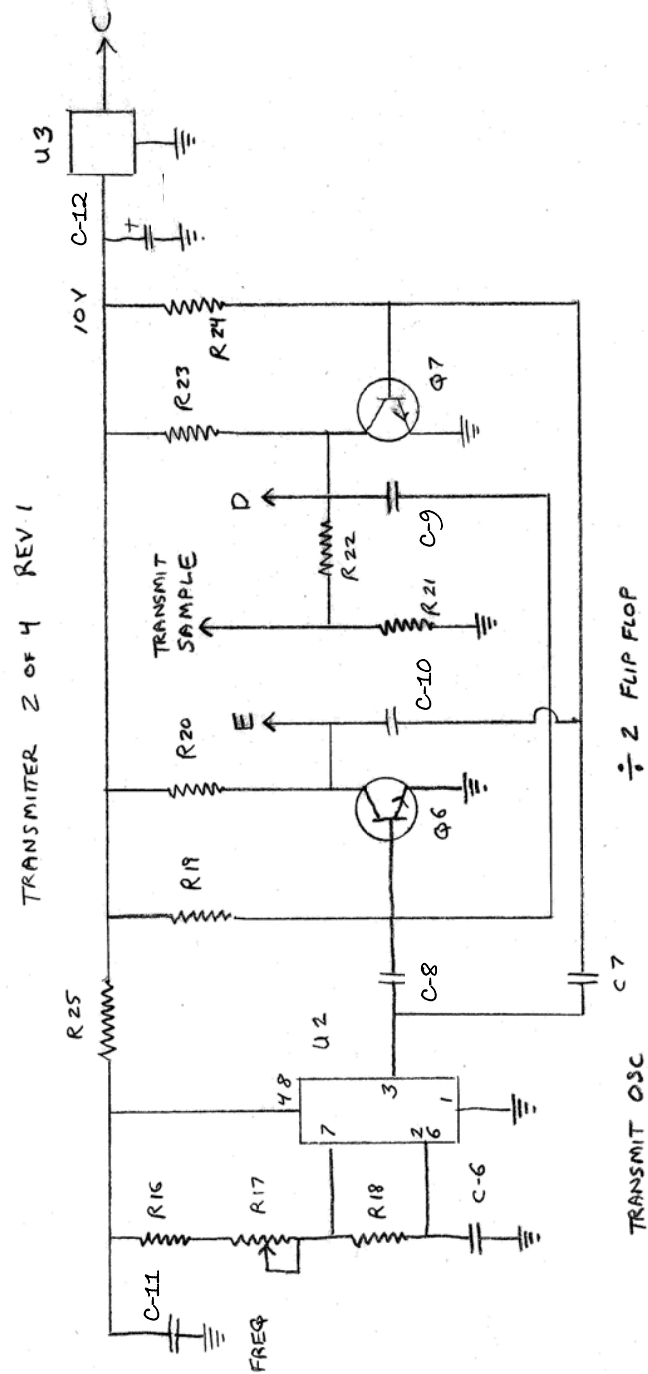 TRANSMITTER 2 OF 4 REV. 1
10V
C-12
U3
C
R25
C-11
R16
R17
FREQ
R18
C-6
4 8
7
2
6
3
1
U2
C-8
C7
R19
R20
E
C-10
Q6
TRANSMIT
SAMPLE
R21
R22
D
C-9
R23
R24
Q7
+
TRANSMIT OSC
÷ 2 FLIP FLOP